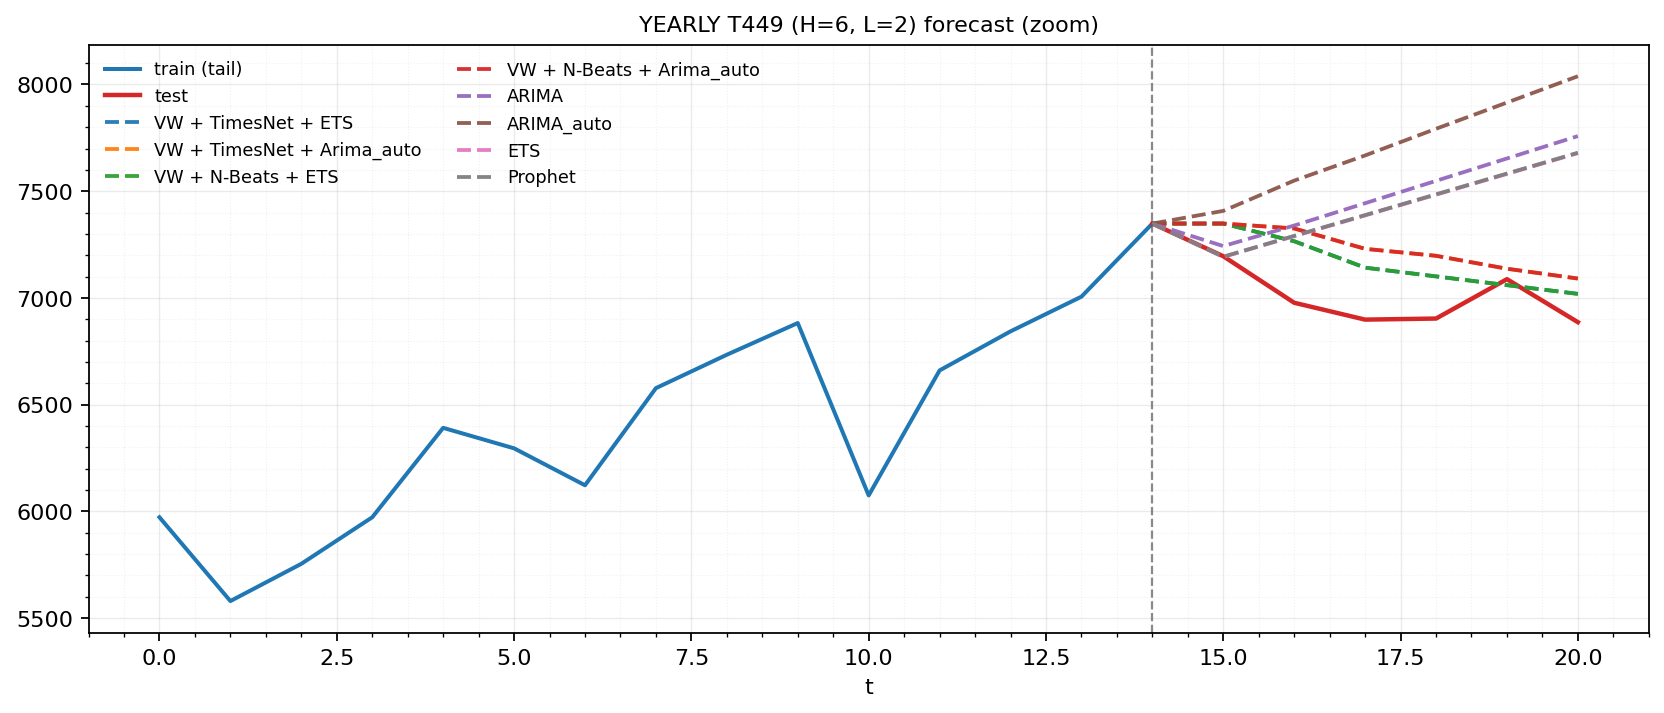 YEARLY T449 (H=6, L=2) forecast (zoom)
train (tail)
test
VW + TimesNet + ETS
VW + TimesNet + Arima_auto
VW + N-Beats + ETS
VW + N-Beats + Arima_auto
ARIMA
ARIMA_auto
ETS
Prophet
8000
7500
7000
6500
6000
5500
0.0 2.5 5.0 7.5 10.0 12.5 15.0 17.5 20.0
t